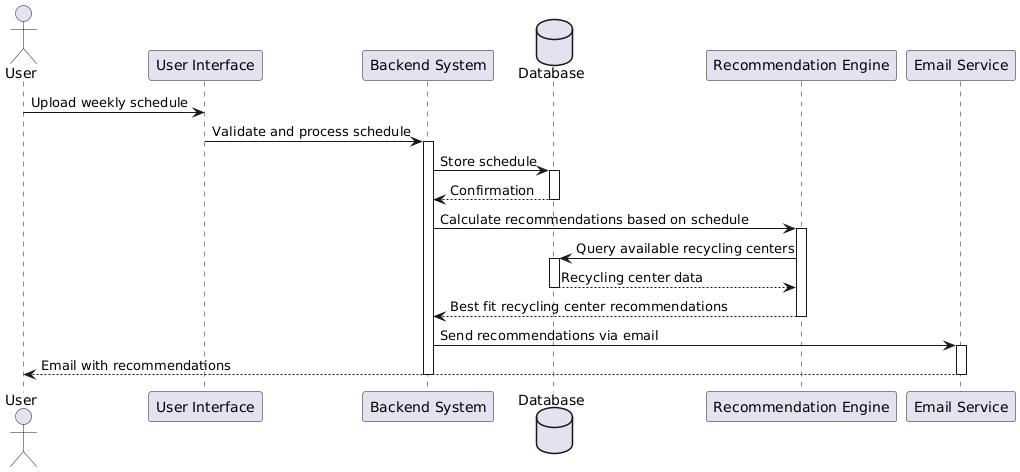 User
User Interface
Backend System
Database
Recommendation Engine
Email Service
Upload weekly schedule
Validate and process schedule
Store schedule
Confirmation
Calculate recommendations based on schedule
Query available recycling centers
Recycling center data
Best fit recycling center recommendations
Send recommendations via email
Email with recommendations
User
User Interface
Backend System
Database
Recommendation Engine
Email Service